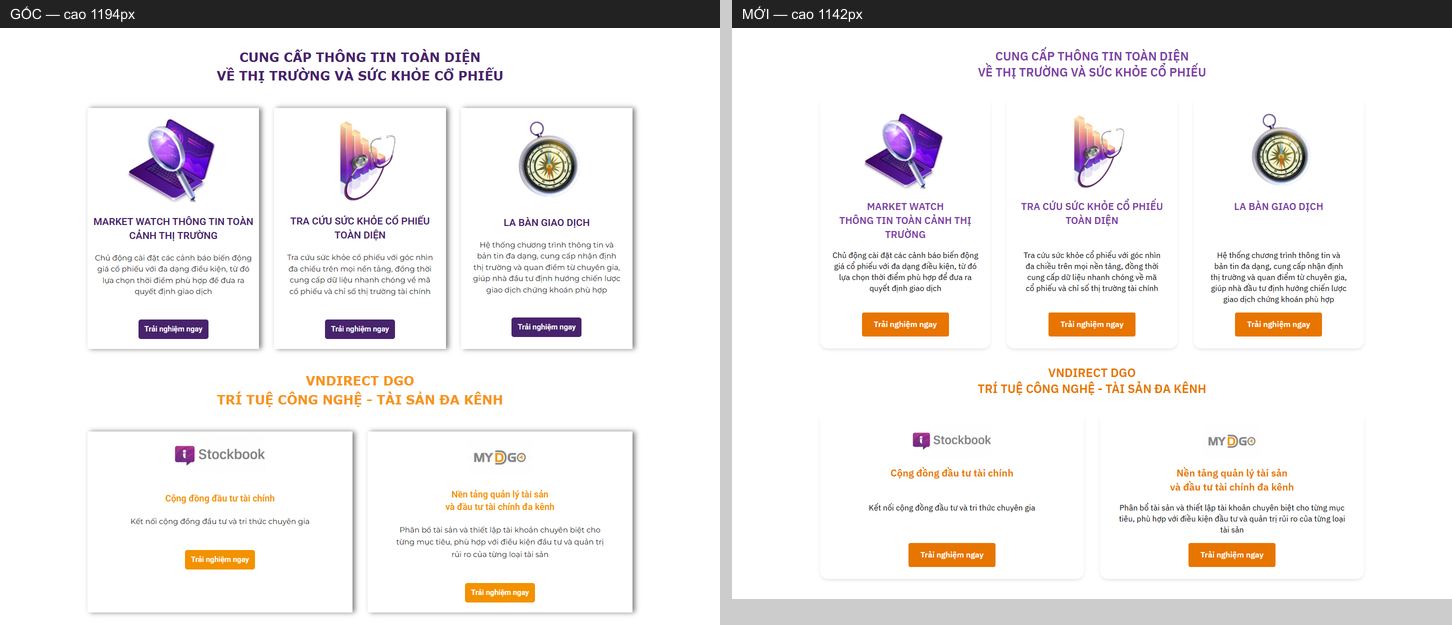 GỐC — cao 1194px
CUNG CẤP THÔNG TIN TOÀN DIỆN
VỀ THỊ TRƯỜNG VÀ SỨC KHỎE CỔ PHIẾU
MARKET WATCH THÔNG TIN TOÀN
CẢNH THỊ TRƯỜNG
Chủ động cài đặt các cảnh báo biến động
giá cổ phiếu với đa dạng điều kiện, từ đó
lựa chọn thời điểm phù hợp để đưa ra
quyết định giao dịch
Trải nghiệm ngay
TRA CỨU SỨC KHỎE CỔ PHIẾU
TOÀN DIỆN
Tra cứu sức khỏe cổ phiếu với góc nhìn
đa chiều trên mọi nền tảng, đồng thời
cung cấp dữ liệu nhanh chóng về mã
cổ phiếu và chỉ số thị trường tài chính
Trải nghiệm ngay
LA BÀN GIAO DỊCH
Hệ thống chương trình thông tin và
bản tin đa dạng, cung cấp nhận định
thị trường và quan điểm từ chuyên gia,
giúp nhà đầu tư định hướng chiến lược
giao dịch chứng khoán phù hợp
Trải nghiệm ngay
VNDIRECT DGO
TRÍ TUỆ CÔNG NGHỆ - TÀI SẢN ĐA KÊNH
Stockbook
Cộng đồng đầu tư tài chính
Kết nối cộng đồng đầu tư và tri thức chuyên gia
Trải nghiệm ngay
MY DGO
Nền tảng quản lý tài sản
và đầu tư tài chính đa kênh
Phân bổ tài sản và thiết lập tài khoản chuyên biệt cho
từng mục tiêu, phù hợp với điều kiện đầu tư và quản trị
rủi ro của từng loại tài sản
Trải nghiệm ngay
MỚI — cao 1142px
CUNG CẤP THÔNG TIN TOÀN DIỆN
VỀ THỊ TRƯỜNG VÀ SỨC KHỎE CỔ PHIẾU
MARKET WATCH
THÔNG TIN TOÀN CẢNH THỊ
TRƯỜNG
Chủ động cài đặt các cảnh báo biến động
giá cổ phiếu với đa dạng điều kiện, từ đó
lựa chọn thời điểm phù hợp để đưa ra
quyết định giao dịch
Trải nghiệm ngay
TRA CỨU SỨC KHỎE CỔ PHIẾU
TOÀN DIỆN
Tra cứu sức khỏe cổ phiếu với góc nhìn
đa chiều trên mọi nền tảng, đồng thời
cung cấp dữ liệu nhanh chóng về mã
cổ phiếu và chỉ số thị trường tài chính
Trải nghiệm ngay
LA BÀN GIAO DỊCH
Hệ thống chương trình thông tin và
bản tin đa dạng, cung cấp nhận định
thị trường và quan điểm từ chuyên gia,
giúp nhà đầu tư định hướng chiến lược
giao dịch chứng khoán phù hợp
Trải nghiệm ngay
VNDIRECT DGO
TRÍ TUỆ CÔNG NGHỆ - TÀI SẢN ĐA KÊNH
Stockbook
Cộng đồng đầu tư tài chính
Kết nối cộng đồng đầu tư và tri thức chuyên gia
Trải nghiệm ngay
MY DGO
Nền tảng quản lý tài sản
và đầu tư tài chính đa kênh
Phân bổ tài sản và thiết lập tài khoản chuyên biệt cho từng mục
tiêu, phù hợp với điều kiện đầu tư và quản trị rủi ro của từng loại
tài sản
Trải nghiệm ngay